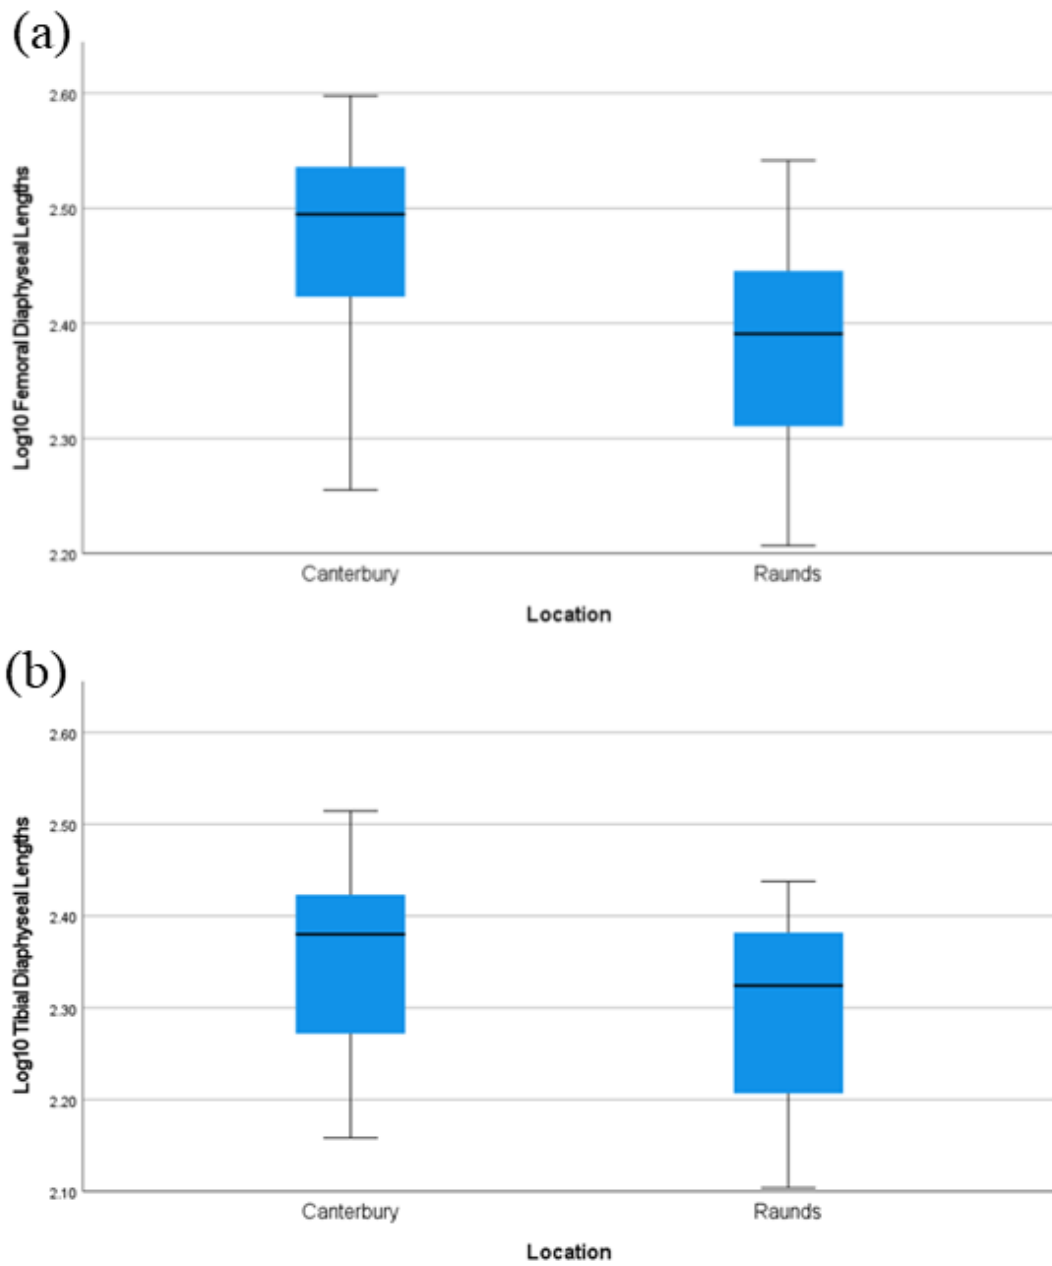 (a)
Log10 Femoral Diaphyseal Lengths
2.60
2.50
2.40
2.30
2.20
Canterbury Raunds
Location
(b)
Log10 Tibial Diaphyseal Lengths
2.60
2.50
2.40
2.30
2.20
2.10
Canterbury Raunds
Location